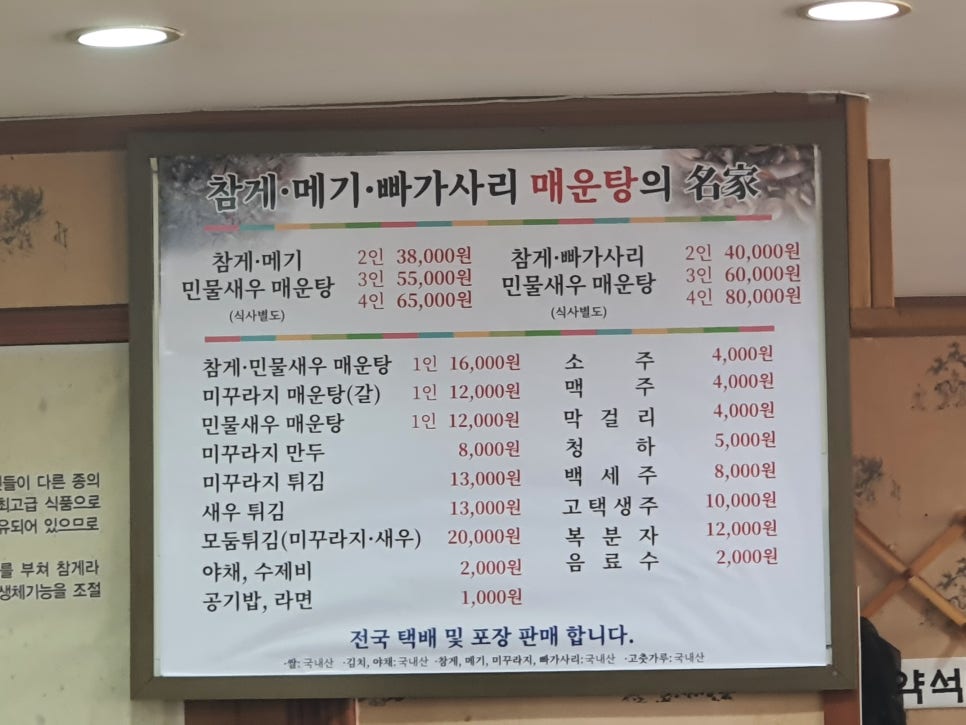 참게·메기·빠가사리 매운탕의 名家
참게·메기
민물새우 매운탕
(식사별도)
2인 38,000원
3인 55,000원
4인 65,000원
참게·빠가사리
민물새우 매운탕
(식사별도)
2인 40,000원
3인 60,000원
4인 80,000원
참게·민물새우 매운탕 1인 16,000원
미꾸라지 매운탕(갈) 1인 12,000원
민물새우 매운탕 1인 12,000원
미꾸라지 만두 8,000원
미꾸라지 튀김 13,000원
새우 튀김 13,000원
모둠튀김(미꾸라지·새우) 20,000원
야채, 수제비 2,000원
공기밥, 라면 1,000원
소 주 4,000원
맥 주 4,000원
막 걸 리 4,000원
청 하 5,000원
백 세 주 8,000원
고택생주 10,000원
복 분 자 12,000원
음 료 수 2,000원
전국 택배 및 포장 판매 합니다.
·쌀: 국내산 ·김치, 야채: 국내산 ·참게, 메기, 미꾸라지, 빠가사리: 국내산 ·고춧가루: 국내산
들이 다른 종의
최고급 식품으로
유되어 있으므로
를 부쳐 참게라
생체기능을 조절
약석